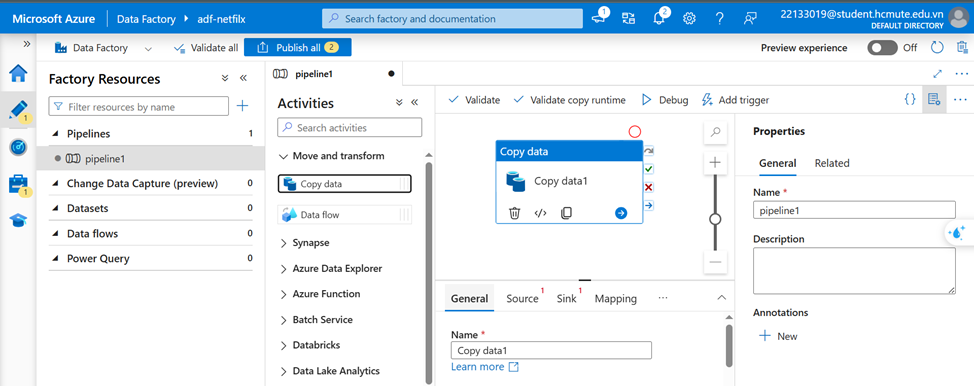 Microsoft Azure Data Factory adf-netfilx Search factory and documentation 1 2 22133019@student.hcmute.edu.vn
DEFAULT DIRECTORY
Data Factory Validate all Publish all 2 Preview experience Off
Factory Resources
Filter resources by name
Pipelines 1
pipeline1
Change Data Capture (preview) 0
Datasets 0
Data flows 0
Power Query 0
1
1
pipeline1
Activities
Search activities
Move and transform
Copy data
Data flow
Synapse
Azure Data Explorer
Azure Function
Batch Service
Databricks
Data Lake Analytics
Validate Validate copy runtime Debug Add trigger
Copy data
Copy data1
General Source 1 Sink 1 Mapping
Name *
Copy data1
Learn more
Properties
General Related
Name *
pipeline1
Description
Annotations
New